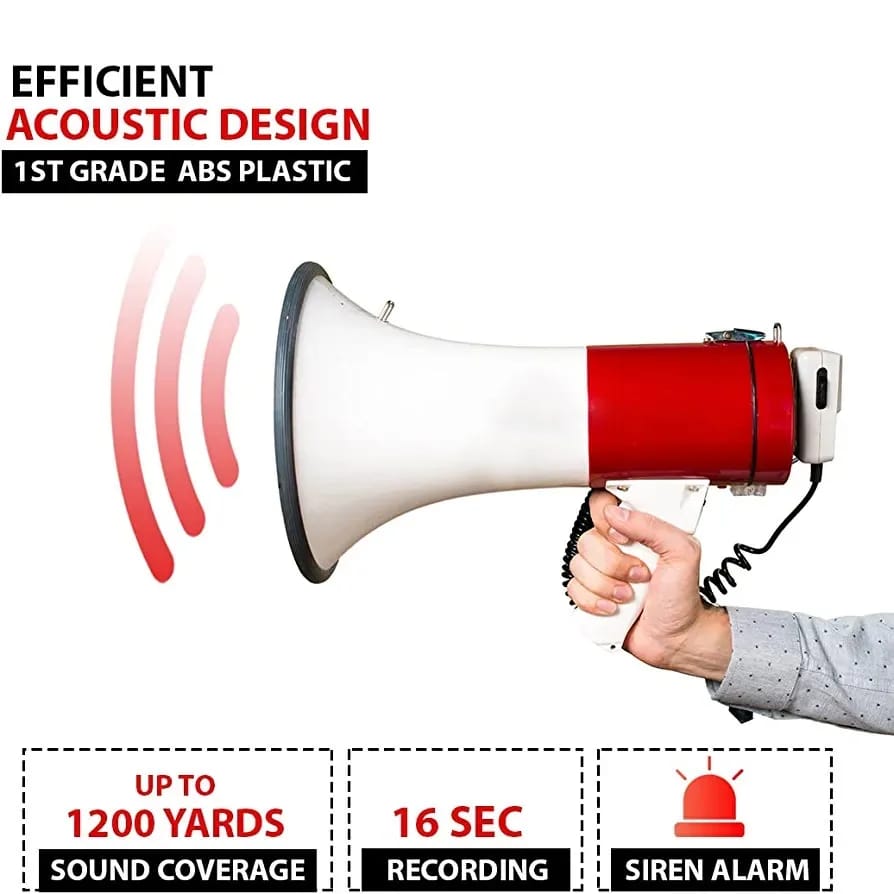 EFFICIENT
ACOUSTIC DESIGN
1ST GRADE ABS PLASTIC
UP TO
1200 YARDS
SOUND COVERAGE
16 SEC
RECORDING
SIREN ALARM